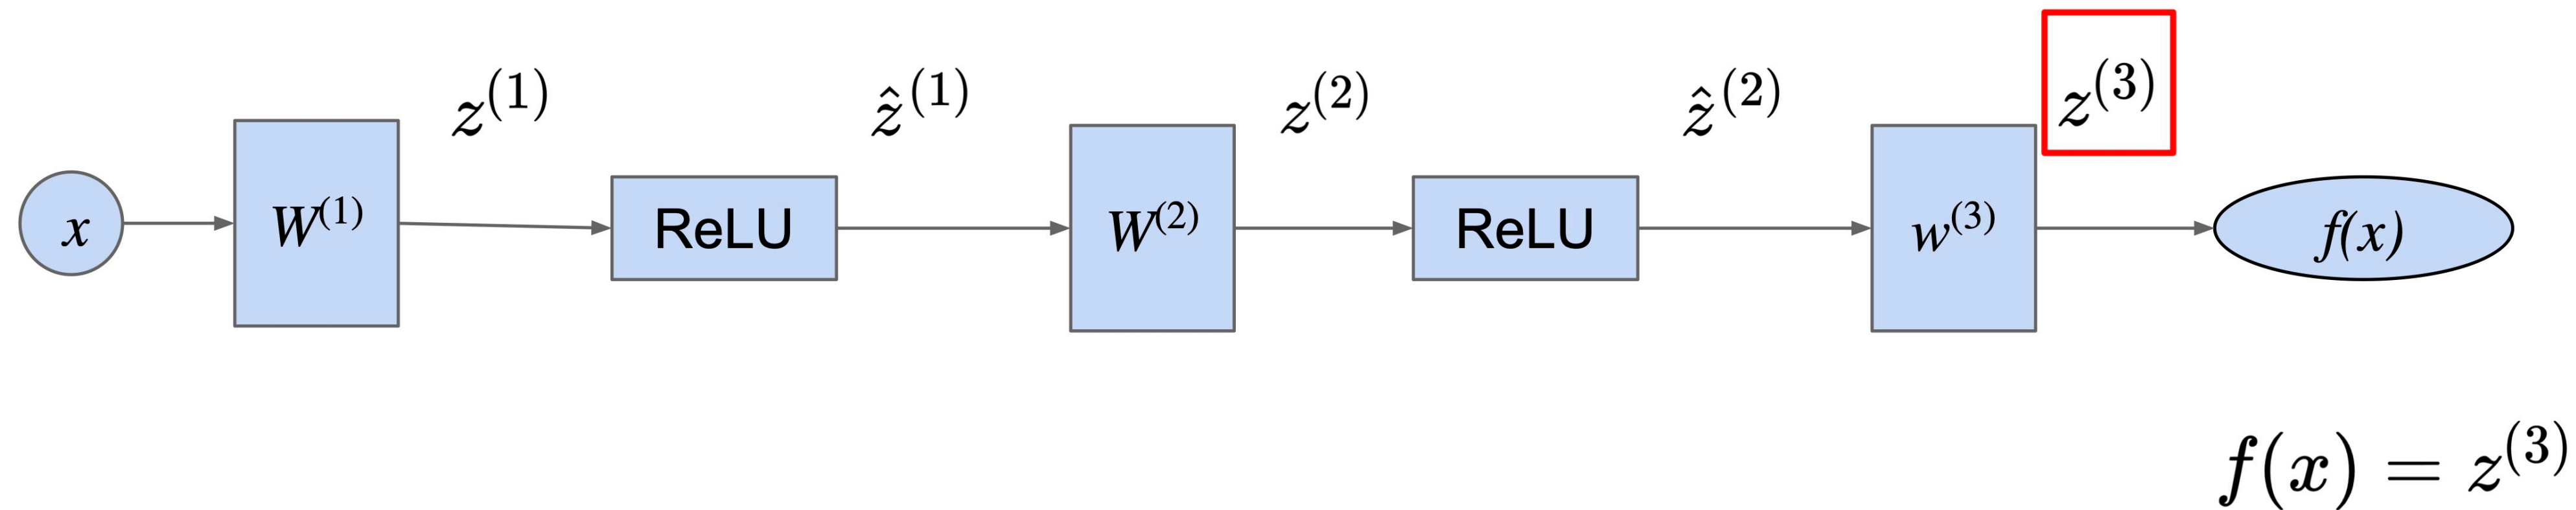 z^(1) ẑ^(1) z^(2) ẑ^(2) z^(3)
x W^(1) ReLU W^(2) ReLU w^(3) f(x)
f(x) = z^(3)